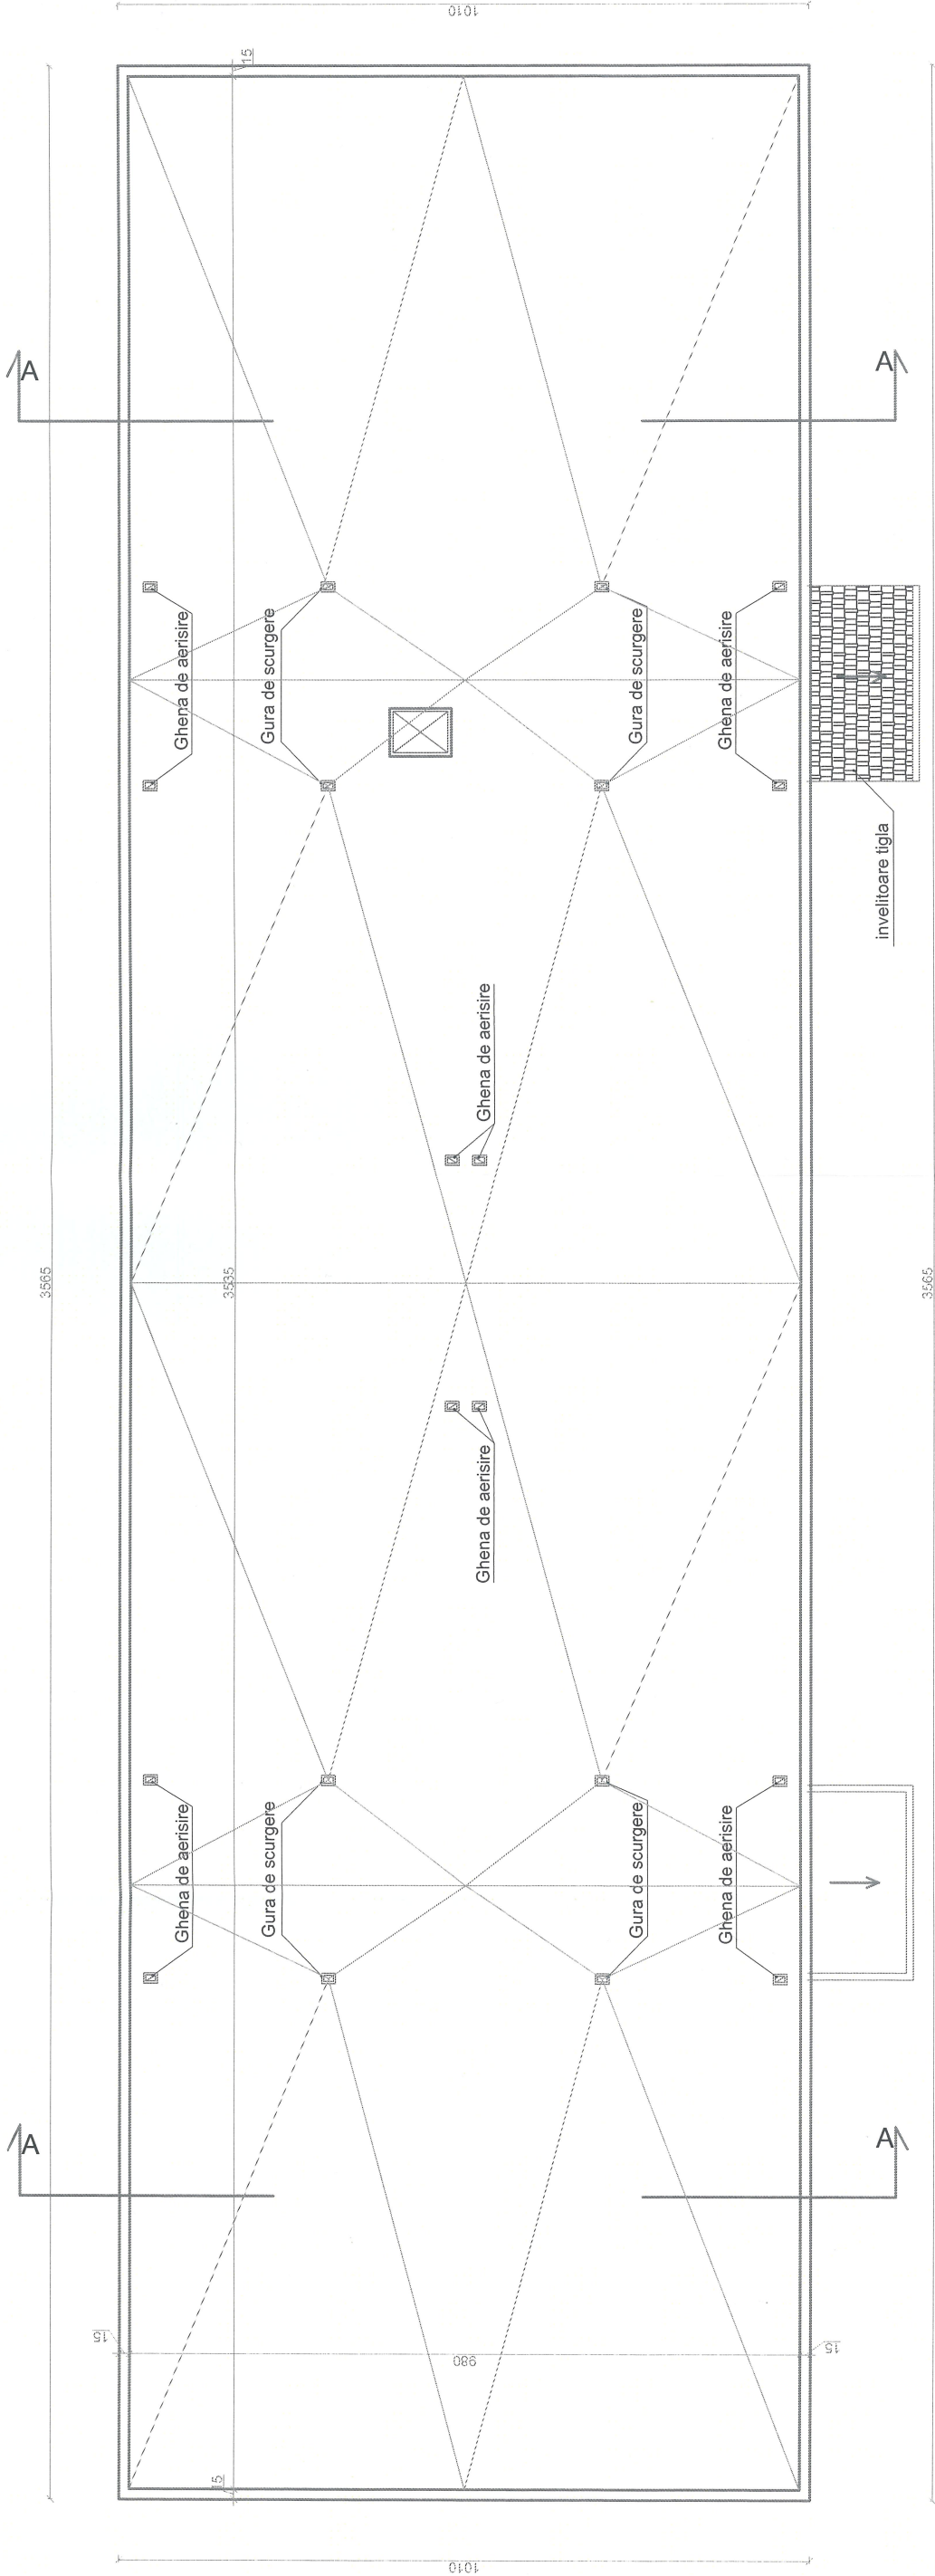 1010
15
A
A
Ghena de aerisire
Gura de scurgere
Gura de scurgere
Ghena de aerisire
invelitoare tigla
Ghena de aerisire
3565
3535
3565
Ghena de aerisire
Ghena de aerisire
Gura de scurgere
Gura de scurgere
Ghena de aerisire
A
A
15
980
15
15
1010